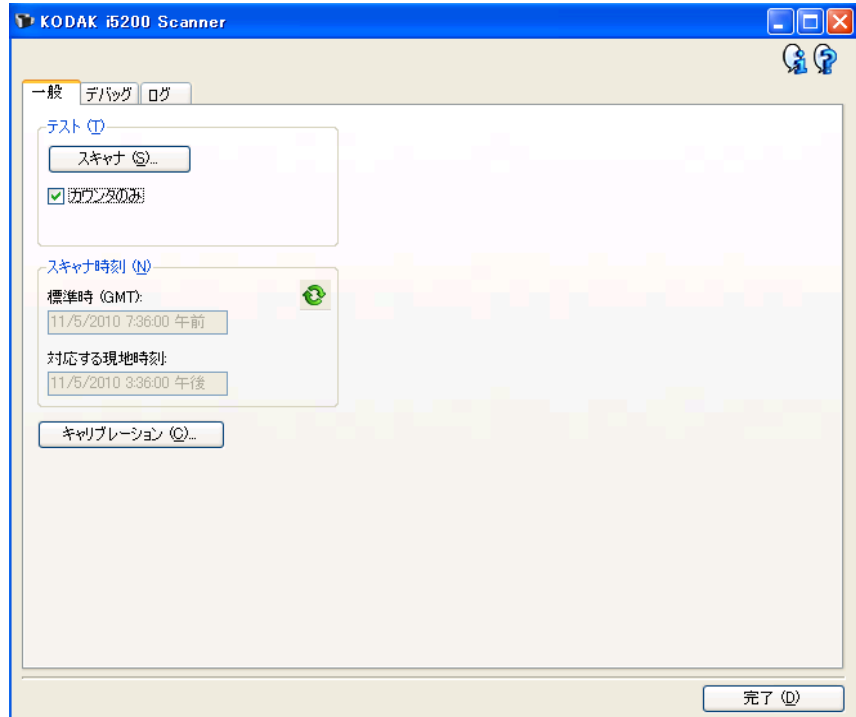 KODAK i5200 Scanner
一般 デバッグ ログ
テスト (T)
スキャナ (S)...
カウンタのみ
スキャナ時刻 (N)
標準時 (GMT):
11/5/2010 7:36:00 午前
対応する現地時刻:
11/5/2010 3:36:00 午後
キャリブレーション (C)...
完了 (D)